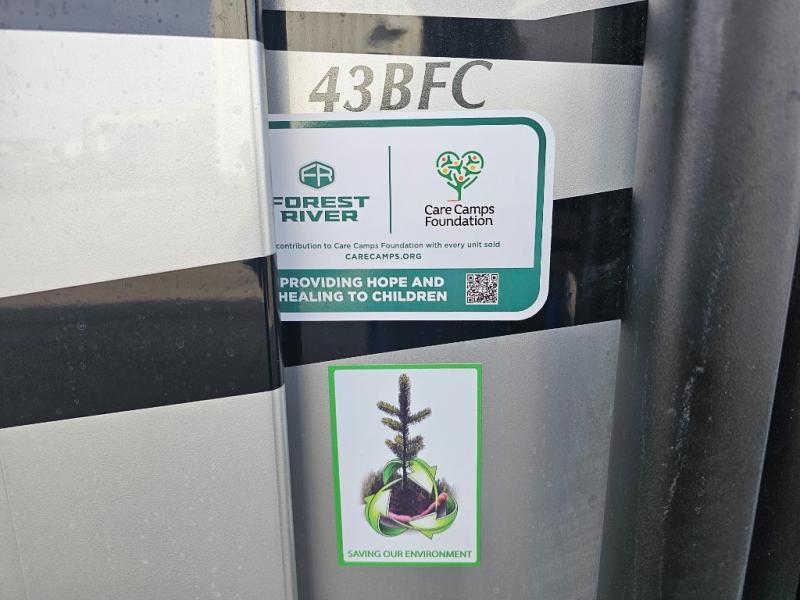 43BFC
FR
FOREST
RIVER
Care Camps
Foundation
contribution to Care Camps Foundation with every unit sold
CARECAMPS.ORG
PROVIDING HOPE AND
HEALING TO CHILDREN
SAVING OUR ENVIRONMENT